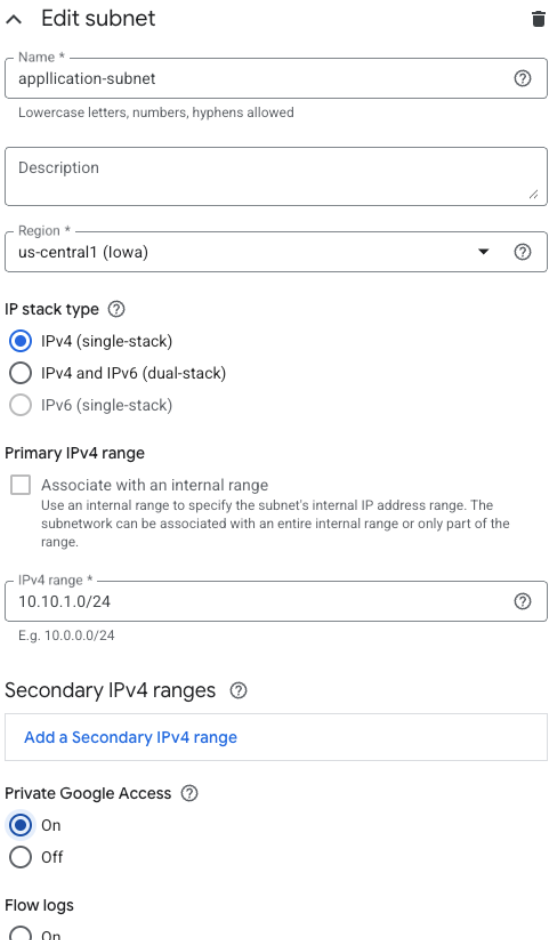 Edit subnet
Name *
appllication-subnet
Lowercase letters, numbers, hyphens allowed
Description
Region *
us-central1 (Iowa)
IP stack type
IPv4 (single-stack)
IPv4 and IPv6 (dual-stack)
IPv6 (single-stack)
Primary IPv4 range
Associate with an internal range
Use an internal range to specify the subnet's internal IP address range. The
subnetwork can be associated with an entire internal range or only part of the
range.
IPv4 range *
10.10.1.0/24
E.g. 10.0.0.0/24
Secondary IPv4 ranges
Add a Secondary IPv4 range
Private Google Access
On
Off
Flow logs
On